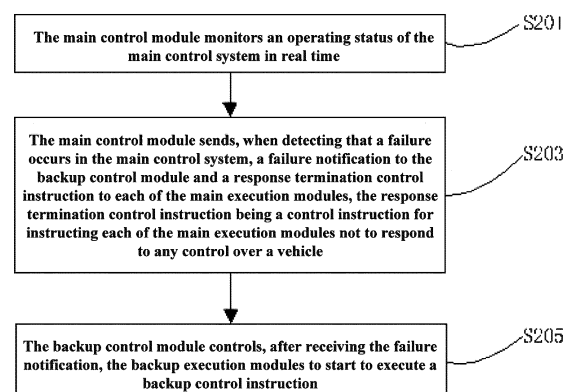 S201
The main control module monitors an operating status of the
main control system in real time
S203
The main control module sends, when detecting that a failure
occurs in the main control system, a failure notification to the
backup control module and a response termination control
instruction to each of the main execution modules, the response
termination control instruction being a control instruction for
instructing each of the main execution modules not to respond
to any control over a vehicle
S205
The backup control module controls, after receiving the failure
notification, the backup execution modules to start to execute a
backup control instruction